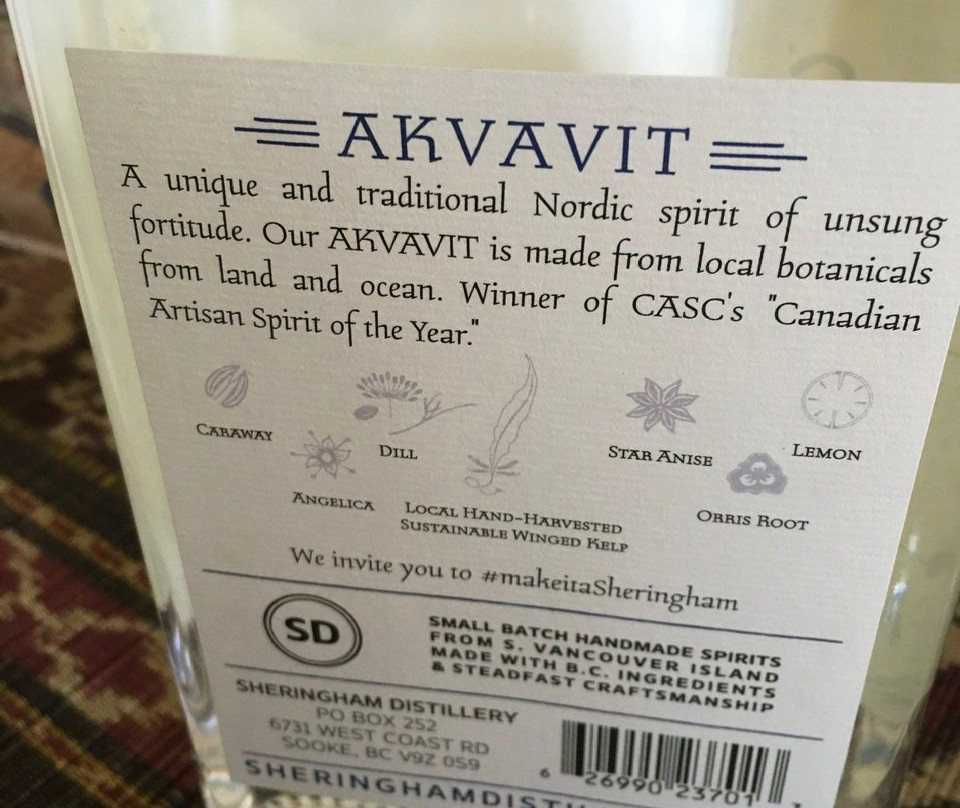 AKVAVIT
A unique and traditional Nordic spirit of unsung
fortitude. Our AKVAVIT is made from local botanicals
from land and ocean. Winner of CASC's "Canadian
Artisan Spirit of the Year."
CARAWAY
DILL
STAR ANISE
LEMON
ANGELICA
LOCAL HAND-HARVESTED
SUSTAINABLE WINGED KELP
ORRIS ROOT
We invite you to #makeitaSheringham
SD
SMALL BATCH HANDMADE SPIRITS
FROM S. VANCOUVER ISLAND
MADE WITH B.C. INGREDIENTS
& STEADFAST CRAFTSMANSHIP
SHERINGHAM DISTILLERY
PO BOX 252
6731 WEST COAST RD
SOOKE, BC V9Z 0S9
6 26990 23701